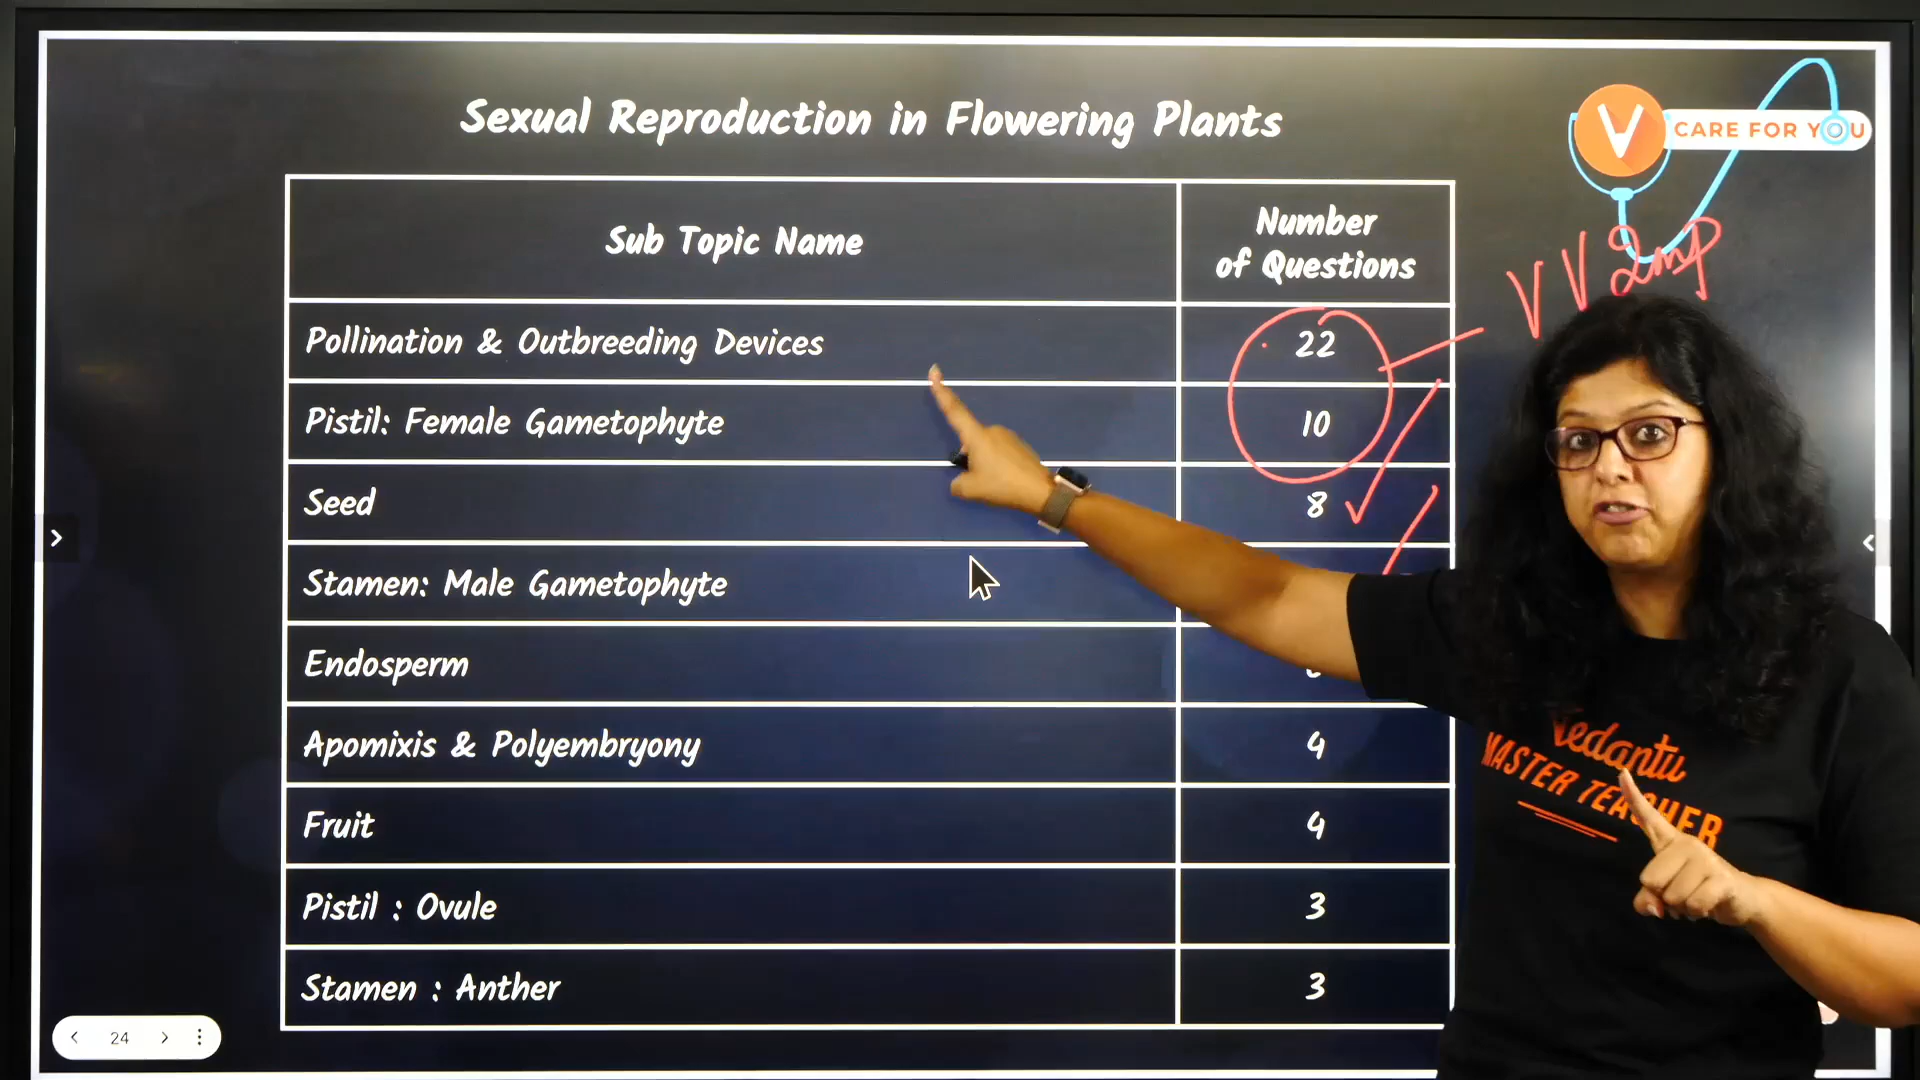 Sexual Reproduction in Flowering Plants
V
CARE FOR YOU
Sub Topic Name
Number
of Questions
V V Imp
Pollination & Outbreeding Devices
22
Pistil: Female Gametophyte
10
Seed
8
Stamen: Male Gametophyte
Endosperm
Apomixis & Polyembryony
4
Fruit
4
Pistil : Ovule
3
Stamen : Anther
3
Vedantu
MASTER TEACHER
24